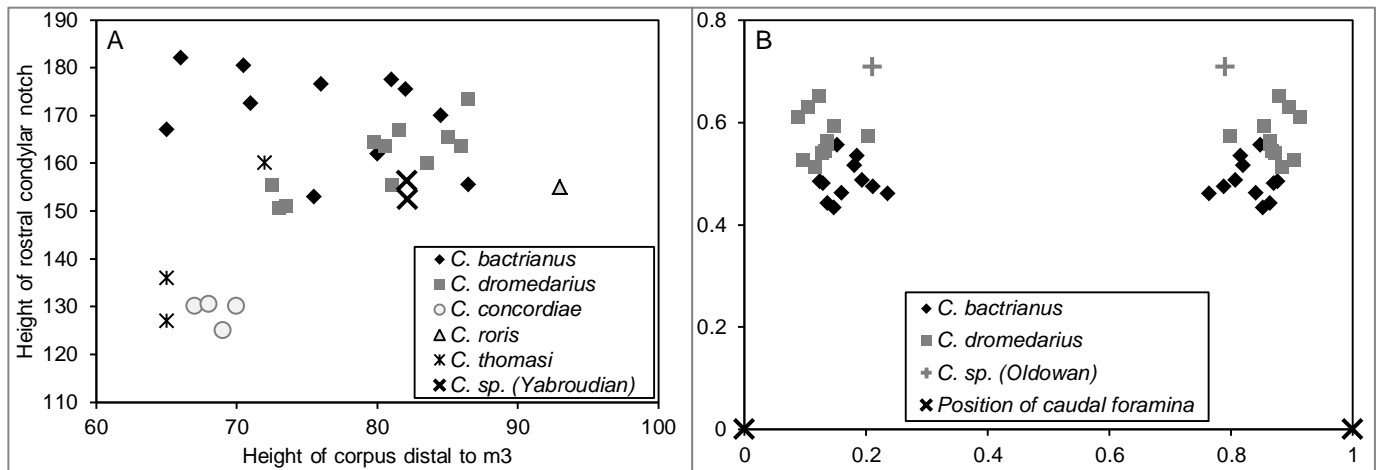 A
190
180
170
160
150
140
130
120
110
60
70
80
90
100
Height of rostral condylar notch
Height of corpus distal to m3
C. bactrianus
C. dromedarius
C. concordiae
C. roris
C. thomasi
C. sp. (Yabroudian)
B
0.8
0.6
0.4
0.2
0
0
0.2
0.4
0.6
0.8
1
C. bactrianus
C. dromedarius
C. sp. (Oldowan)
Position of caudal foramina